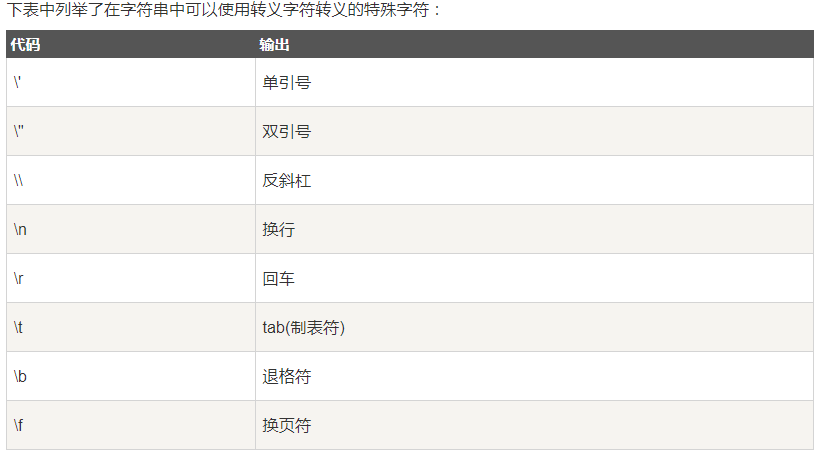 下表中列举了在字符串中可以使用转义字符转义的特殊字符：
代码 输出
\' 单引号
\" 双引号
\\ 反斜杠
\n 换行
\r 回车
\t tab(制表符)
\b 退格符
\f 换页符